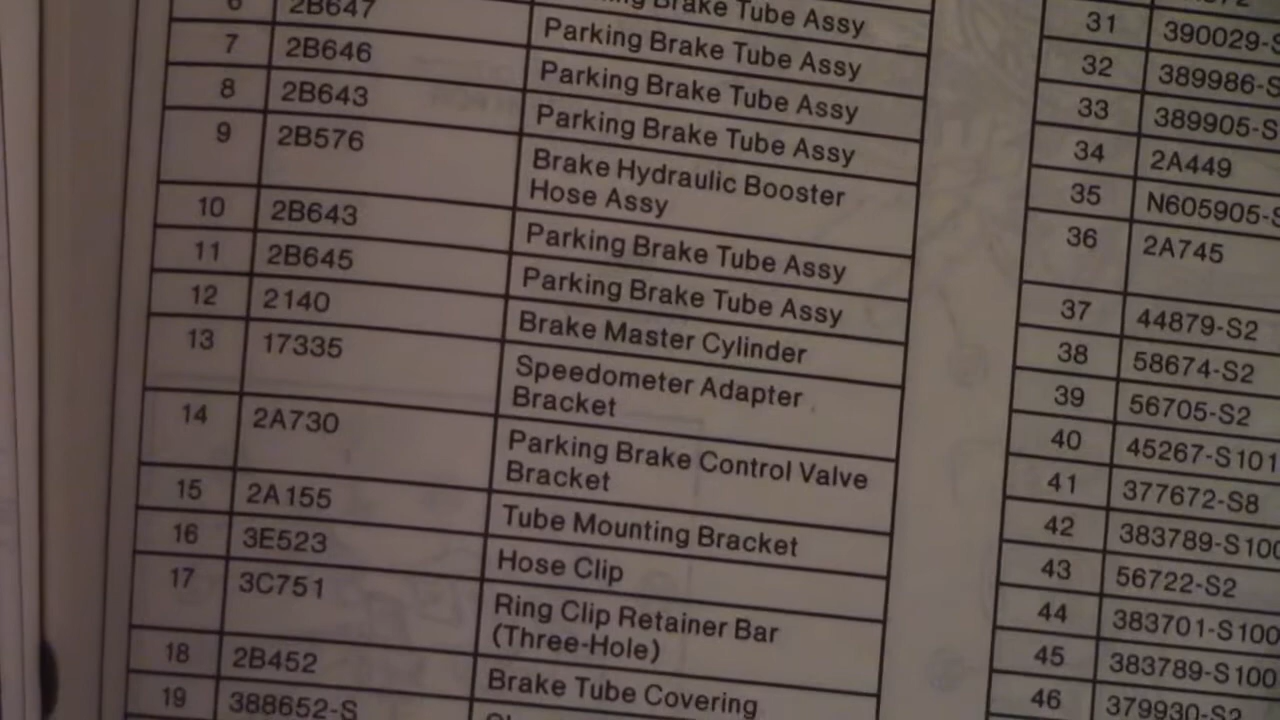 6 2B647 Brake Tube Assy
7 2B646 Parking Brake Tube Assy
8 2B643 Parking Brake Tube Assy
9 2B576 Parking Brake Tube Assy
Brake Hydraulic Booster
Hose Assy
10 2B643 Parking Brake Tube Assy
11 2B645 Parking Brake Tube Assy
12 2140 Brake Master Cylinder
13 17335 Speedometer Adapter
Bracket
14 2A730 Parking Brake Control Valve
Bracket
15 2A155 Tube Mounting Bracket
16 3E523 Hose Clip
17 3C751 Ring Clip Retainer Bar
(Three-Hole)
18 2B452 Brake Tube Covering
19 388652-S
31 390029-S
32 389986-S
33 389905-S
34 2A449
35 N605905-S
36 2A745
37 44879-S2
38 58674-S2
39 56705-S2
40 45267-S101
41 377672-S8
42 383789-S100
43 56722-S2
44 383701-S100
45 383789-S100
46 379930-S2